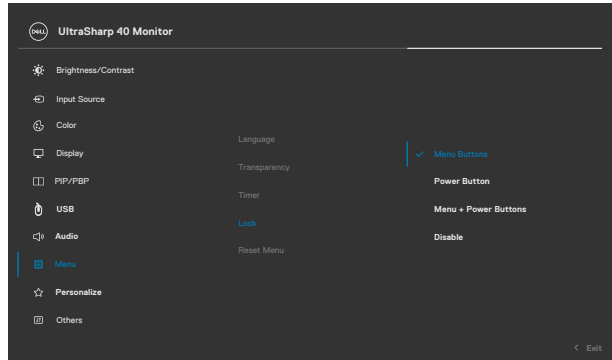 DELL UltraSharp 40 Monitor
Brightness/Contrast
Input Source
Color
Display
PIP/PBP
USB
Audio
Menu
Personalize
Others
Language
Transparency
Timer
Lock
Reset Menu
Menu Buttons
Power Button
Menu + Power Buttons
Disable
< Exit